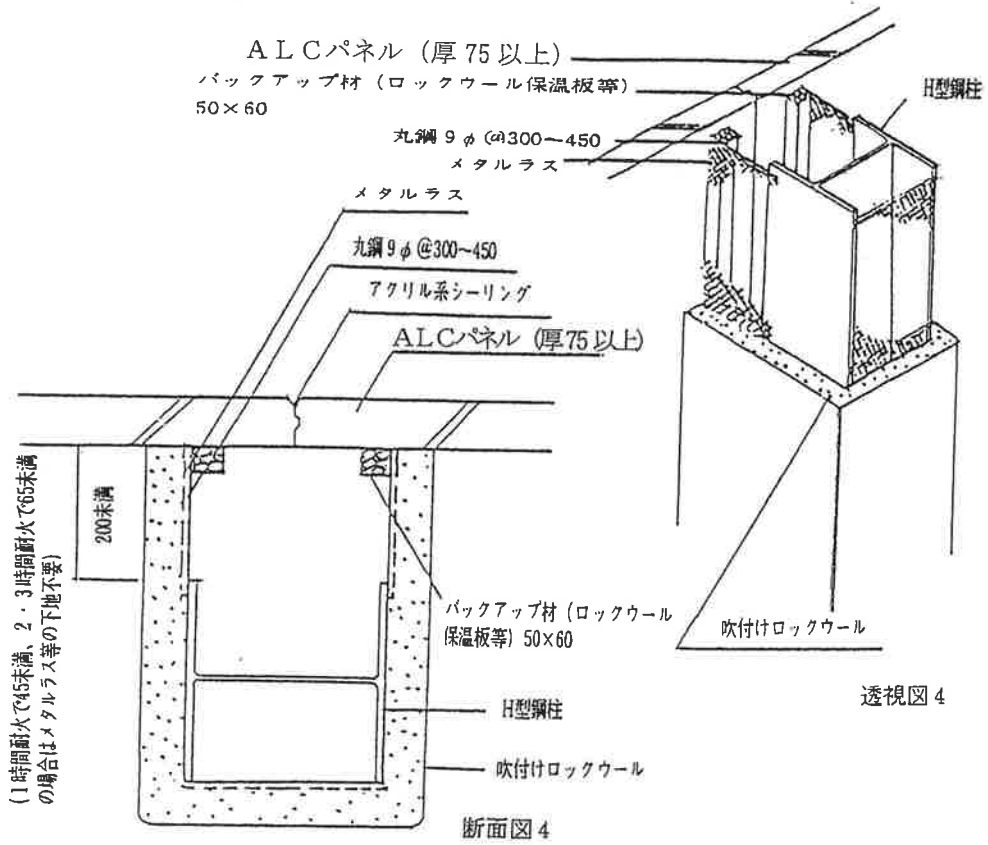 ALCパネル (厚75以上)
バックアップ材 (ロックウール保温板等)
50×60
丸鋼9φ@300〜450
メタルラス
H型鋼柱
メタルラス
丸鋼9φ@300〜450
アクリル系シーリング
ALCパネル (厚75以上)
200未満
(1時間耐火で45未満、2・3時間耐火で65未満
の場合はメタルラス等の下地不要)
バックアップ材 (ロックウール
保温板等) 50×60
H型鋼柱
吹付けロックウール
断面図4
吹付けロックウール
透視図4